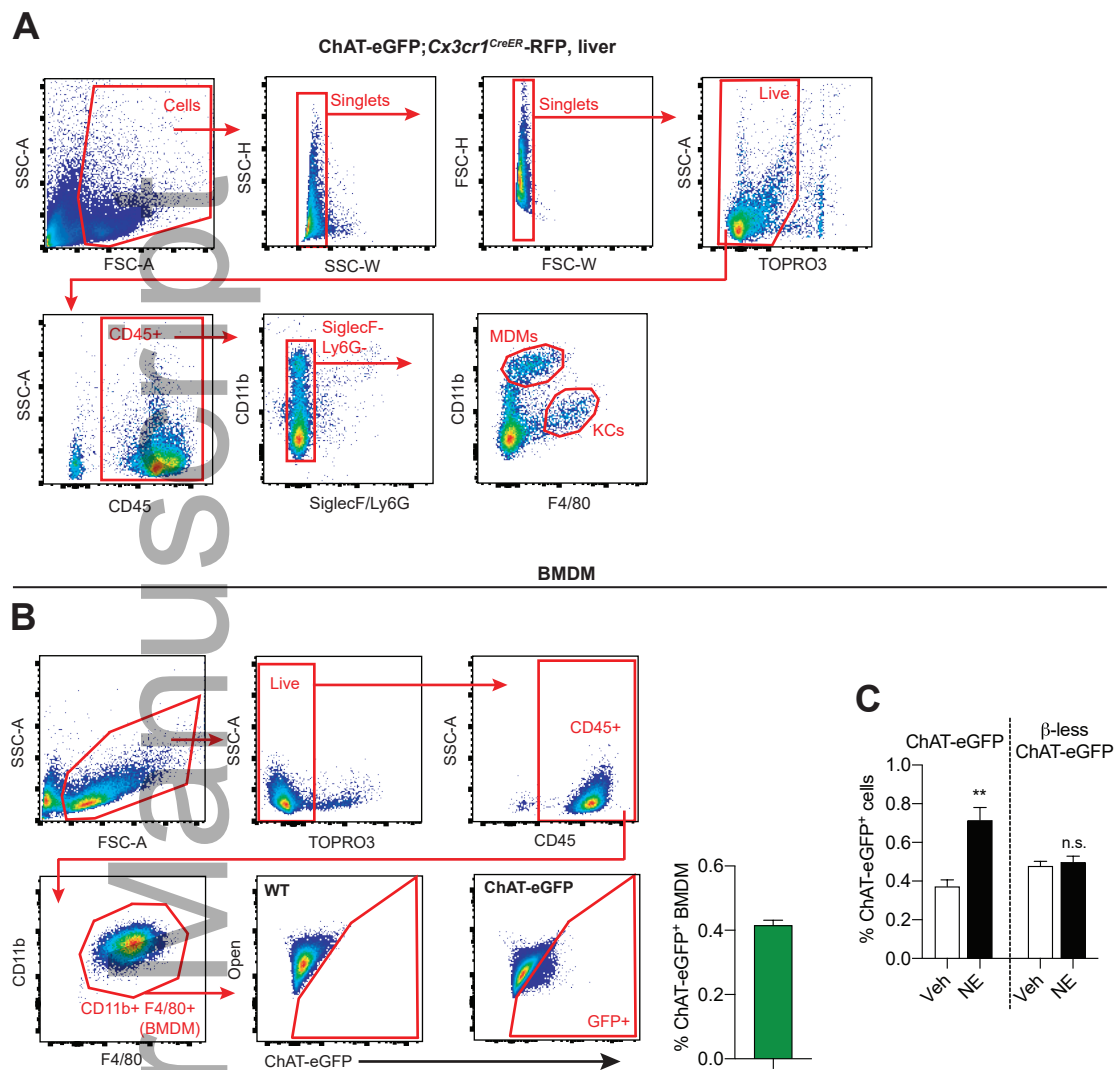 A
ChAT-eGFP;Cx3cr1CreER-RFP, liver
Cells
SSC-A
FSC-A
Singlets
SSC-H
SSC-W
Singlets
FSC-H
FSC-W
Live
SSC-A
TOPRO3
CD45+
SSC-A
CD45
SiglecF-
Ly6G-
CD11b
SiglecF/Ly6G
MDMs
KCs
CD11b
F4/80
BMDM
B
SSC-A
FSC-A
Live
SSC-A
TOPRO3
CD45+
SSC-A
CD45
CD11b
CD11b+ F4/80+
(BMDM)
F4/80
WT
Open
ChAT-eGFP
ChAT-eGFP
GFP+
% ChAT-eGFP+ BMDM
0.6
0.4
0.2
0.0
C
ChAT-eGFP
β-less
ChAT-eGFP
% ChAT-eGFP+ cells
1.0
0.8
0.6
0.4
0.2
0.0
**
n.s.
Veh
NE
Veh
NE
r Manuscript